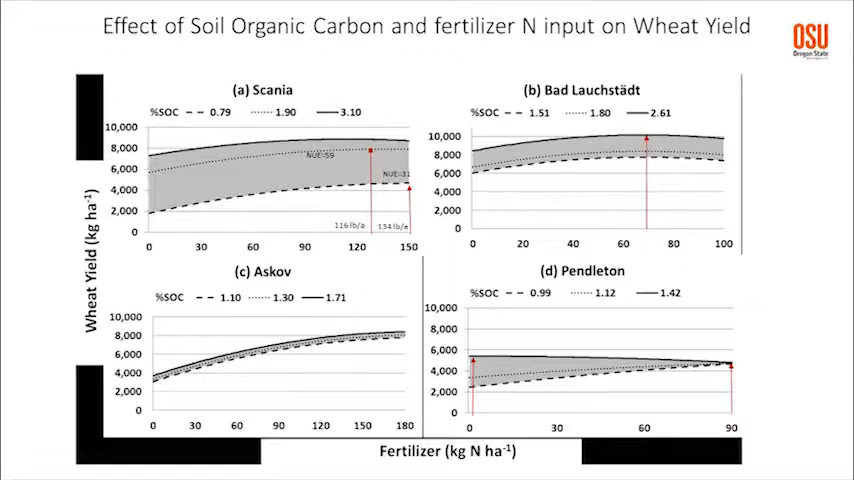 Effect of Soil Organic Carbon and fertilizer N input on Wheat Yield
OSU
Oregon State
(a) Scania
%SOC 0.79 1.90 3.10
10,000
8,000
6,000
4,000
2,000
0
NUE=59
NUE=31
116 lb/a
134 lb/a
0 30 60 90 120 150
(b) Bad Lauchstädt
%SOC 1.51 1.80 2.61
10,000
8,000
6,000
4,000
2,000
0
0 20 40 60 80 100
Wheat Yield (kg ha-1)
(c) Askov
%SOC 1.10 1.30 1.71
10,000
8,000
6,000
4,000
2,000
0
0 30 60 90 120 150 180
(d) Pendleton
%SOC 0.99 1.12 1.42
10,000
8,000
6,000
4,000
2,000
0
0 30 60 90
Fertilizer (kg N ha-1)